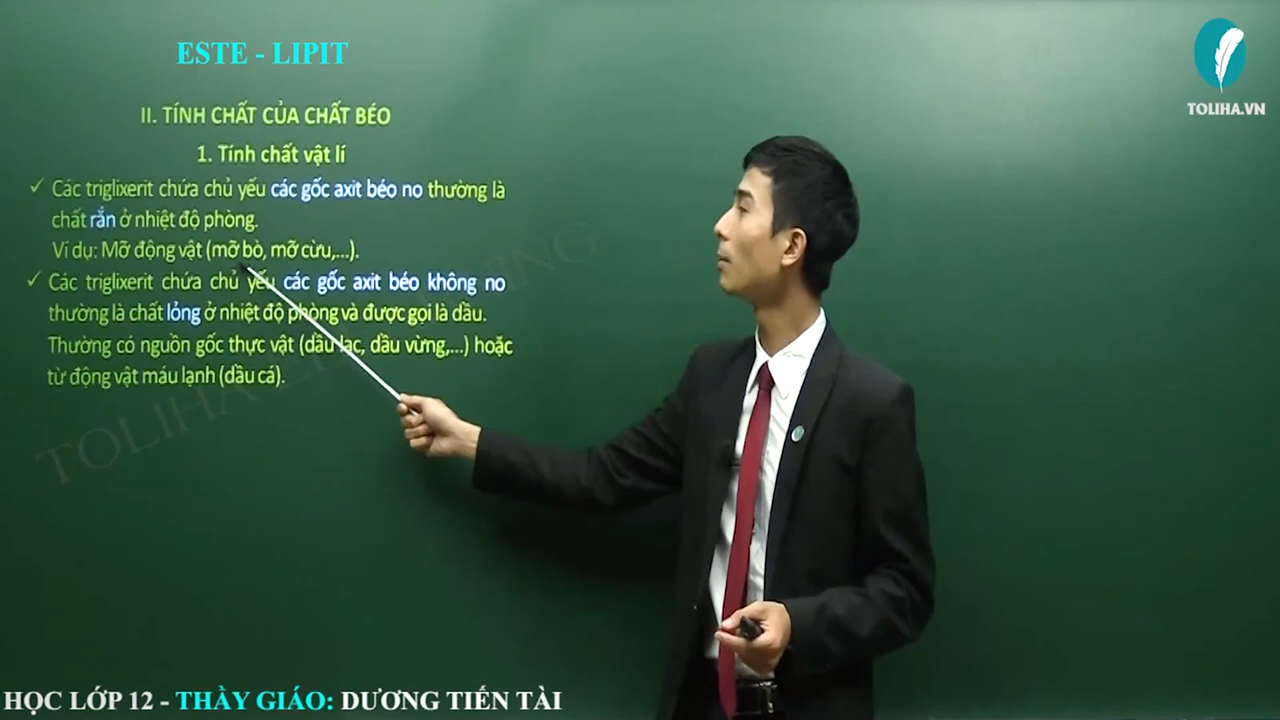 ESTE - LIPIT
TOLIHA.VN
II. TÍNH CHẤT CỦA CHẤT BÉO
1. Tính chất vật lí
✓ Các triglixerit chứa chủ yếu các gốc axit béo no thường là
chất rắn ở nhiệt độ phòng.
Ví dụ: Mỡ động vật (mỡ bò, mỡ cừu,...).
✓ Các triglixerit chứa chủ yếu các gốc axit béo không no
thường là chất lỏng ở nhiệt độ phòng và được gọi là dầu.
Thường có nguồn gốc thực vật (dầu lạc, dầu vừng,...) hoặc
từ động vật máu lạnh (dầu cá).
HỌC LỚP 12 - THẦY GIÁO: DƯƠNG TIẾN TÀI